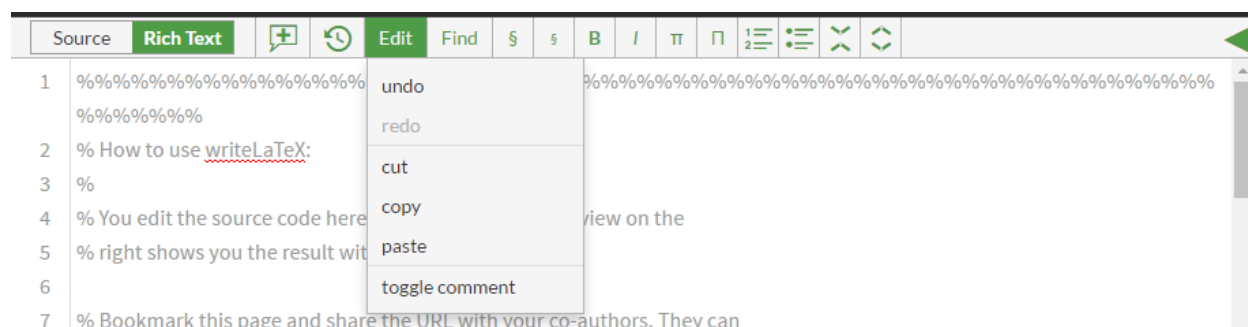 Source Rich Text Edit Find § § B I π Π
1 %%%%%%%%%%%%%%%% %%%%%%%%%%%%%%%%%%%%%%%%%%%%%%%%%%%
%%%%%%%
2 % How to use writeLaTeX:
3 %
4 % You edit the source code here view on the
5 % right shows you the result wit
6
7 % Bookmark this page and share the URL with your co-authors. They can
undo
redo
cut
copy
paste
toggle comment